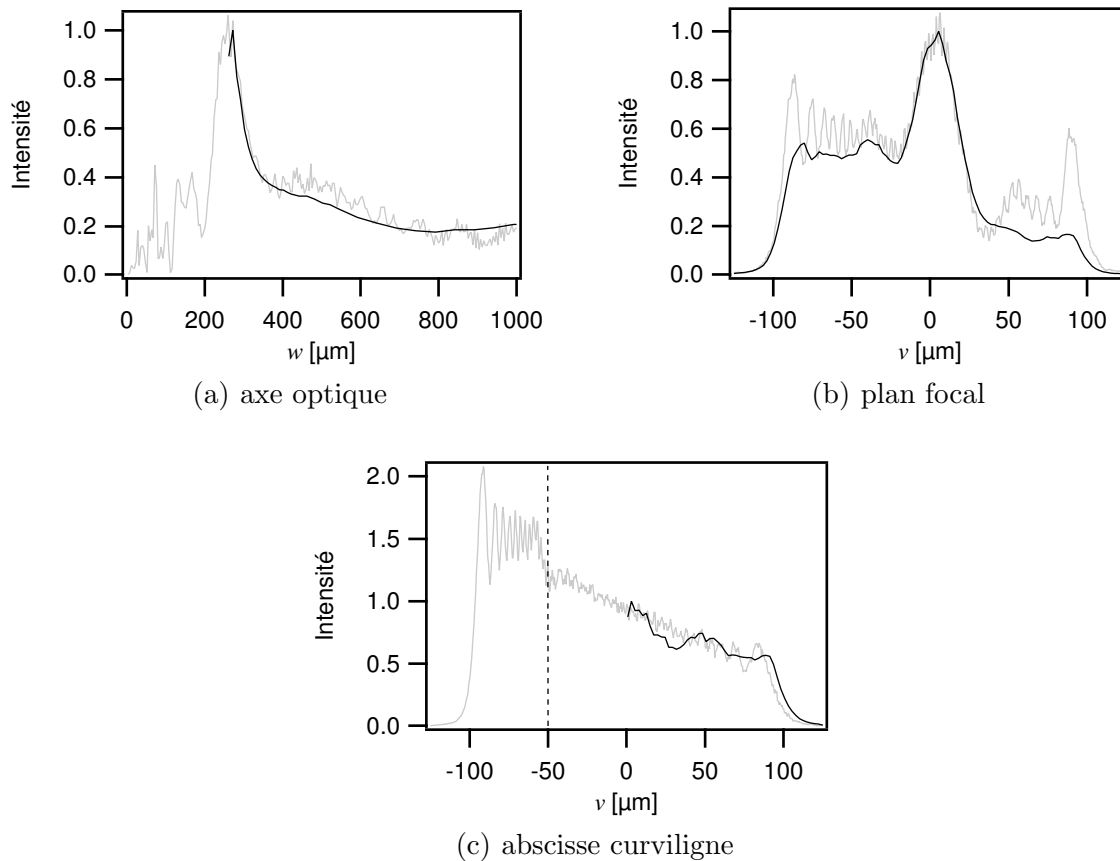 1.0
0.8
0.6
0.4
0.2
0.0
Intensité
0 200 400 600 800 1000
w [µm]
(a) axe optique
1.0
0.8
0.6
0.4
0.2
0.0
Intensité
-100 -50 0 50 100
v [µm]
(b) plan focal
2.0
1.5
1.0
0.5
0.0
Intensité
-100 -50 0 50 100
v [µm]
(c) abscisse curviligne